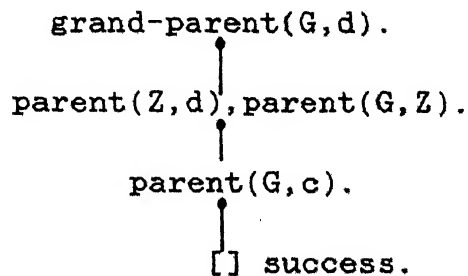 grand-parent(G,d).
parent(Z,d),parent(G,Z).
parent(G,c).
[] success.